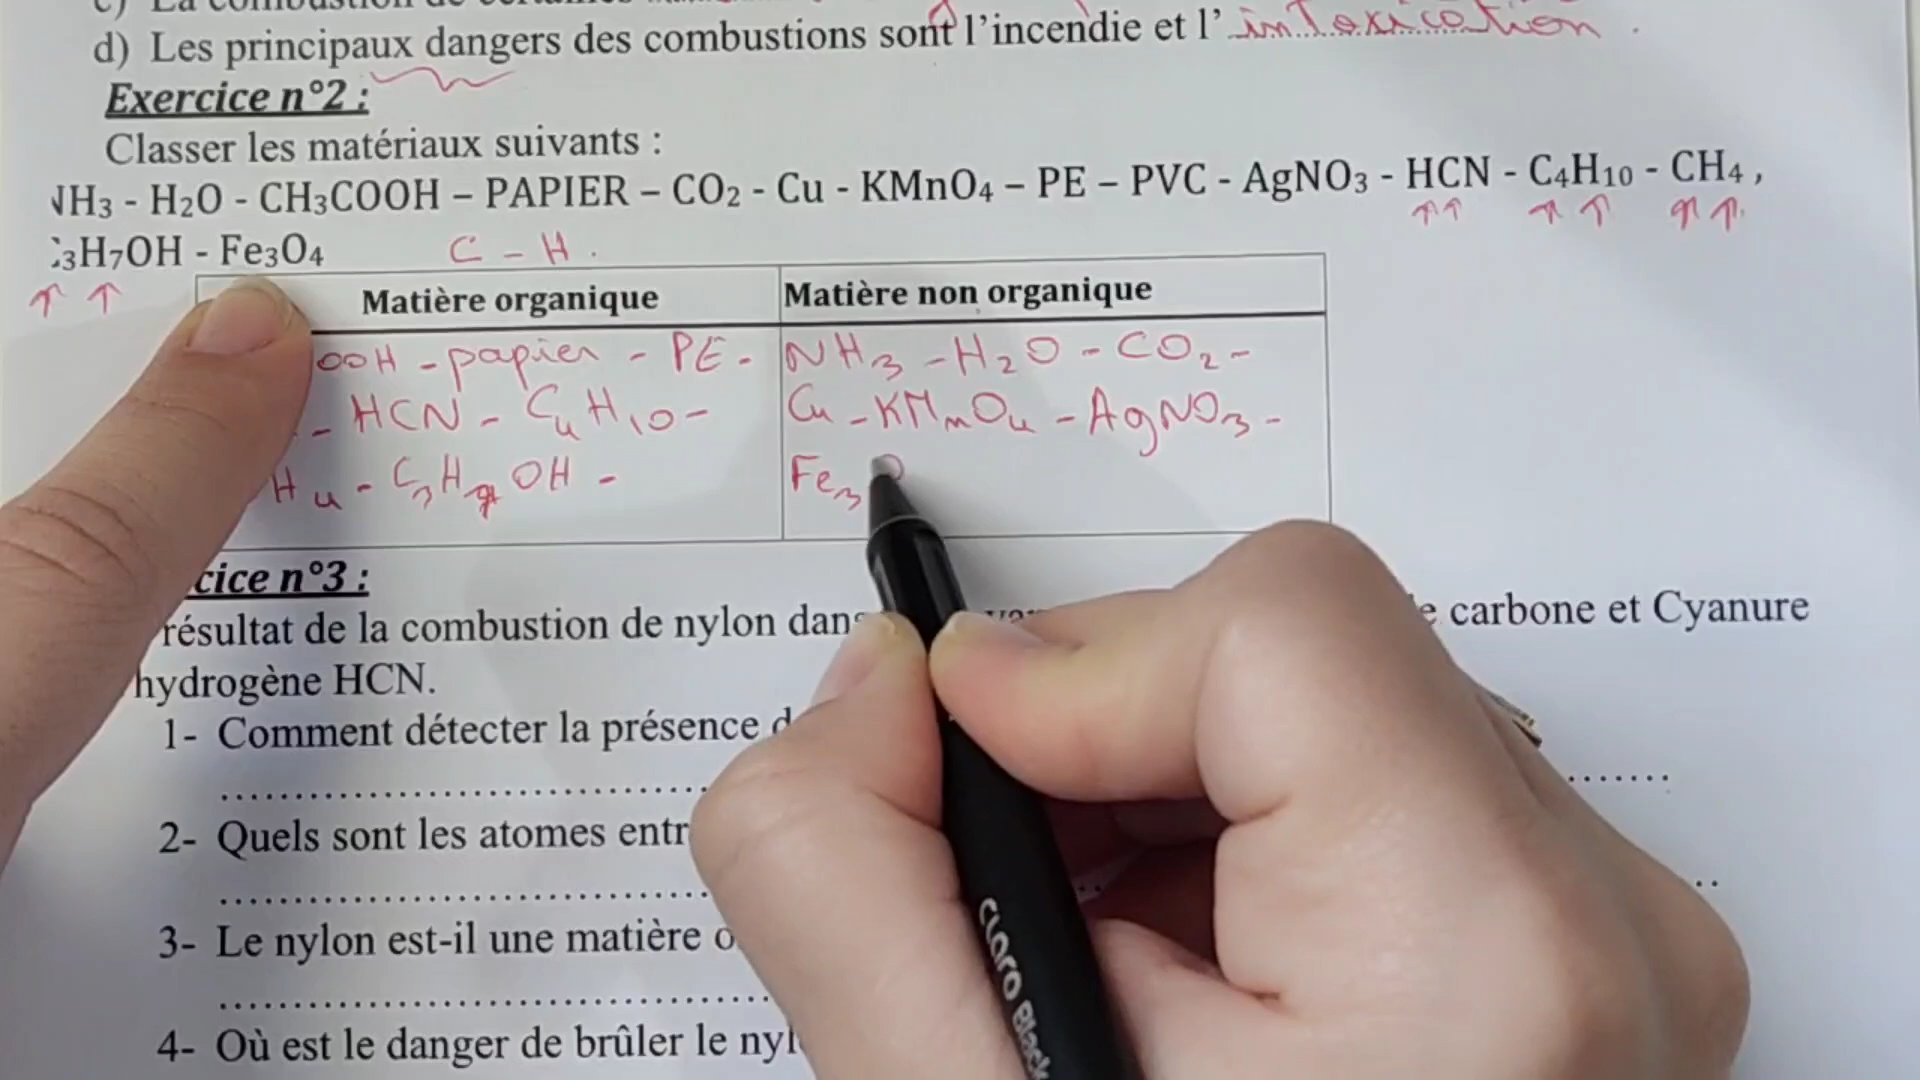 d) Les principaux dangers des combustions sont l'incendie et l' intoxication .
Exercice n°2 :
Classer les matériaux suivants :
NH3 - H2O - CH3COOH – PAPIER – CO2 - Cu - KMnO4 – PE – PVC - AgNO3 - HCN - C4H10 - CH4 ,
C3H7OH - Fe3O4 C - H .
Matière organique Matière non organique
OOH - papier - PE - NH3 - H2O - CO2 -
- HCN - C4H10 - Cu - KMnO4 - AgNO3 -
H4 - C3H7OH - Fe3O
cice n°3 :
résultat de la combustion de nylon dans carbone et Cyanure
hydrogène HCN.
1- Comment détecter la présence d
2- Quels sont les atomes entr
3- Le nylon est-il une matière o
4- Où est le danger de brûler le nyl
CLARO Black